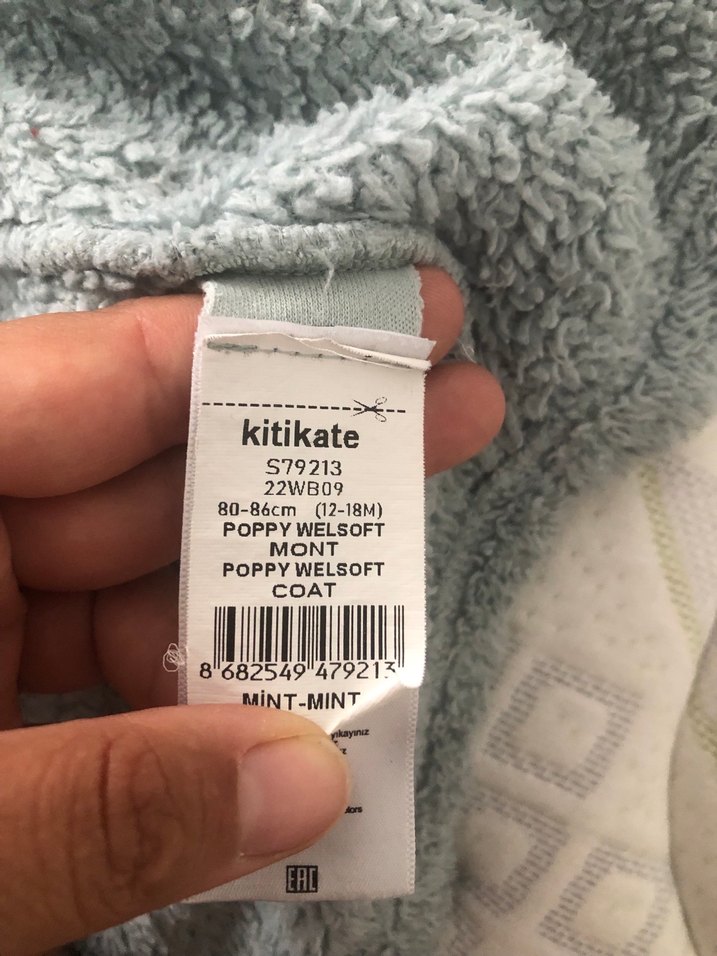 kitikate
S79213
22WB09
80-86cm (12-18M)
POPPY WELSOFT
MONT
POPPY WELSOFT
COAT
8 682549 479213
MİNT-MINT
yıkayınız
EAC